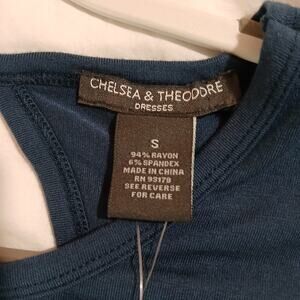 CHELSEA & THEODORE
DRESSES
S
94% RAYON
6% SPANDEX
MADE IN CHINA
RN 93178
SEE REVERSE
FOR CARE